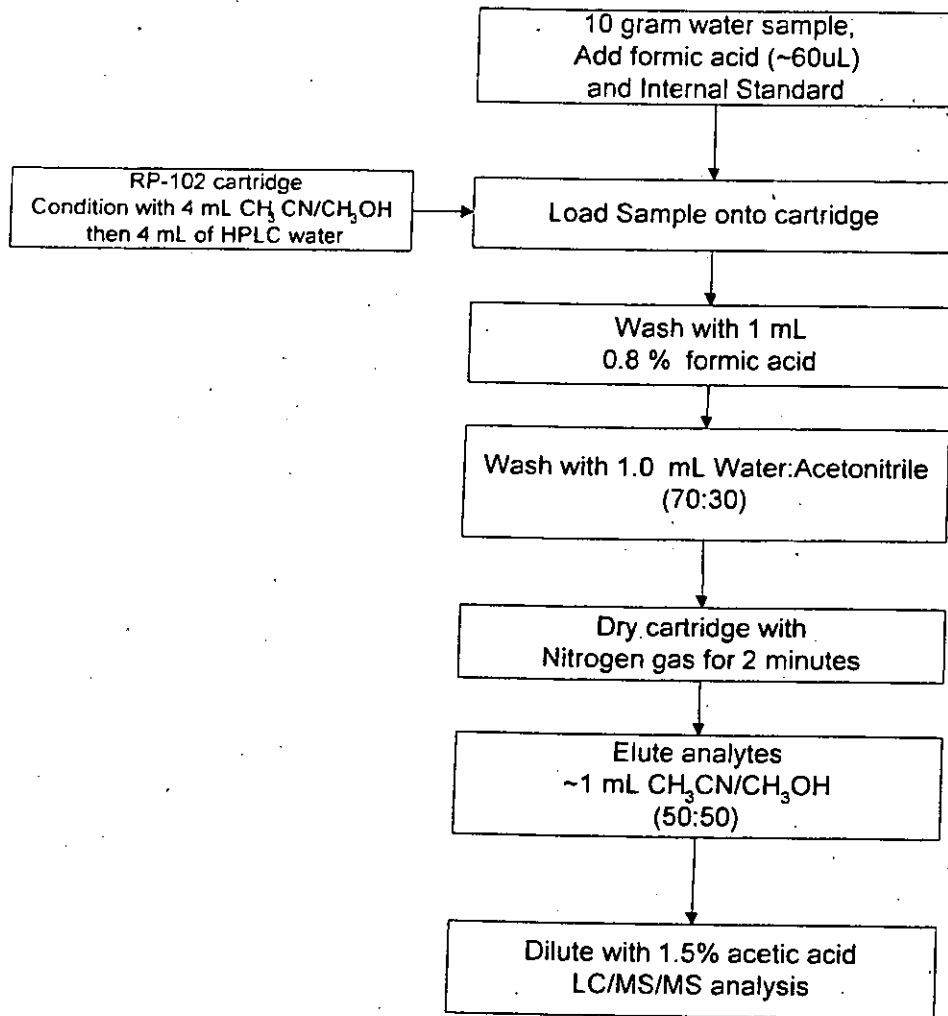 10 gram water sample,
Add formic acid (~60uL)
and Internal Standard
RP-102 cartridge
Condition with 4 mL CH₃CN/CH₃OH
then 4 mL of HPLC water
Load Sample onto cartridge
Wash with 1 mL
0.8 % formic acid
Wash with 1.0 mL Water:Acetonitrile
(70:30)
Dry cartridge with
Nitrogen gas for 2 minutes
Elute analytes
~1 mL CH₃CN/CH₃OH
(50:50)
Dilute with 1.5% acetic acid
LC/MS/MS analysis